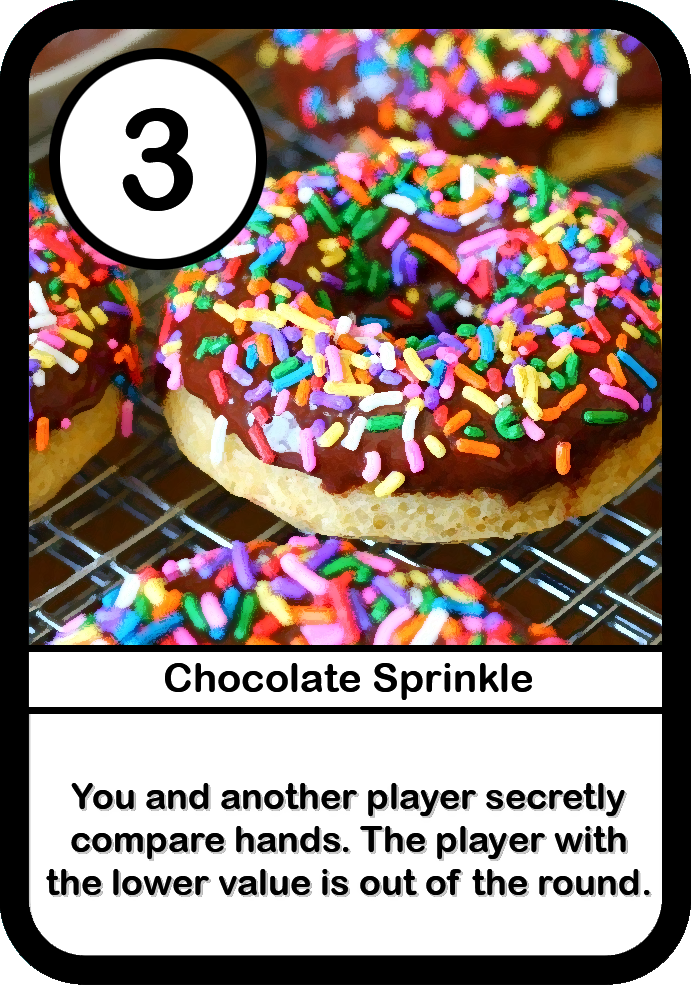 3
Chocolate Sprinkle
You and another player secretly
compare hands. The player with
the lower value is out of the round.